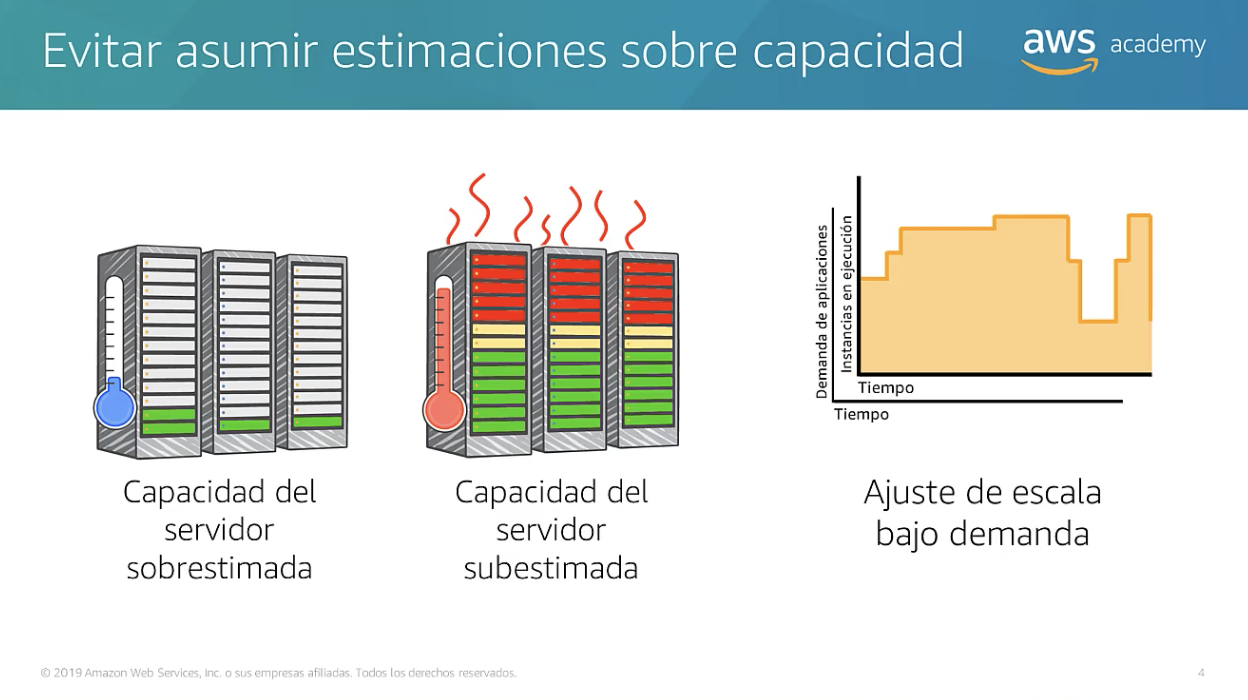 Evitar asumir estimaciones sobre capacidad
aws academy
Demanda de aplicaciones
Instancias en ejecución
Tiempo
Tiempo
Capacidad del
servidor
sobrestimada
Capacidad del
servidor
subestimada
Ajuste de escala
bajo demanda
© 2019 Amazon Web Services, Inc. o sus empresas afiliadas. Todos los derechos reservados.
4